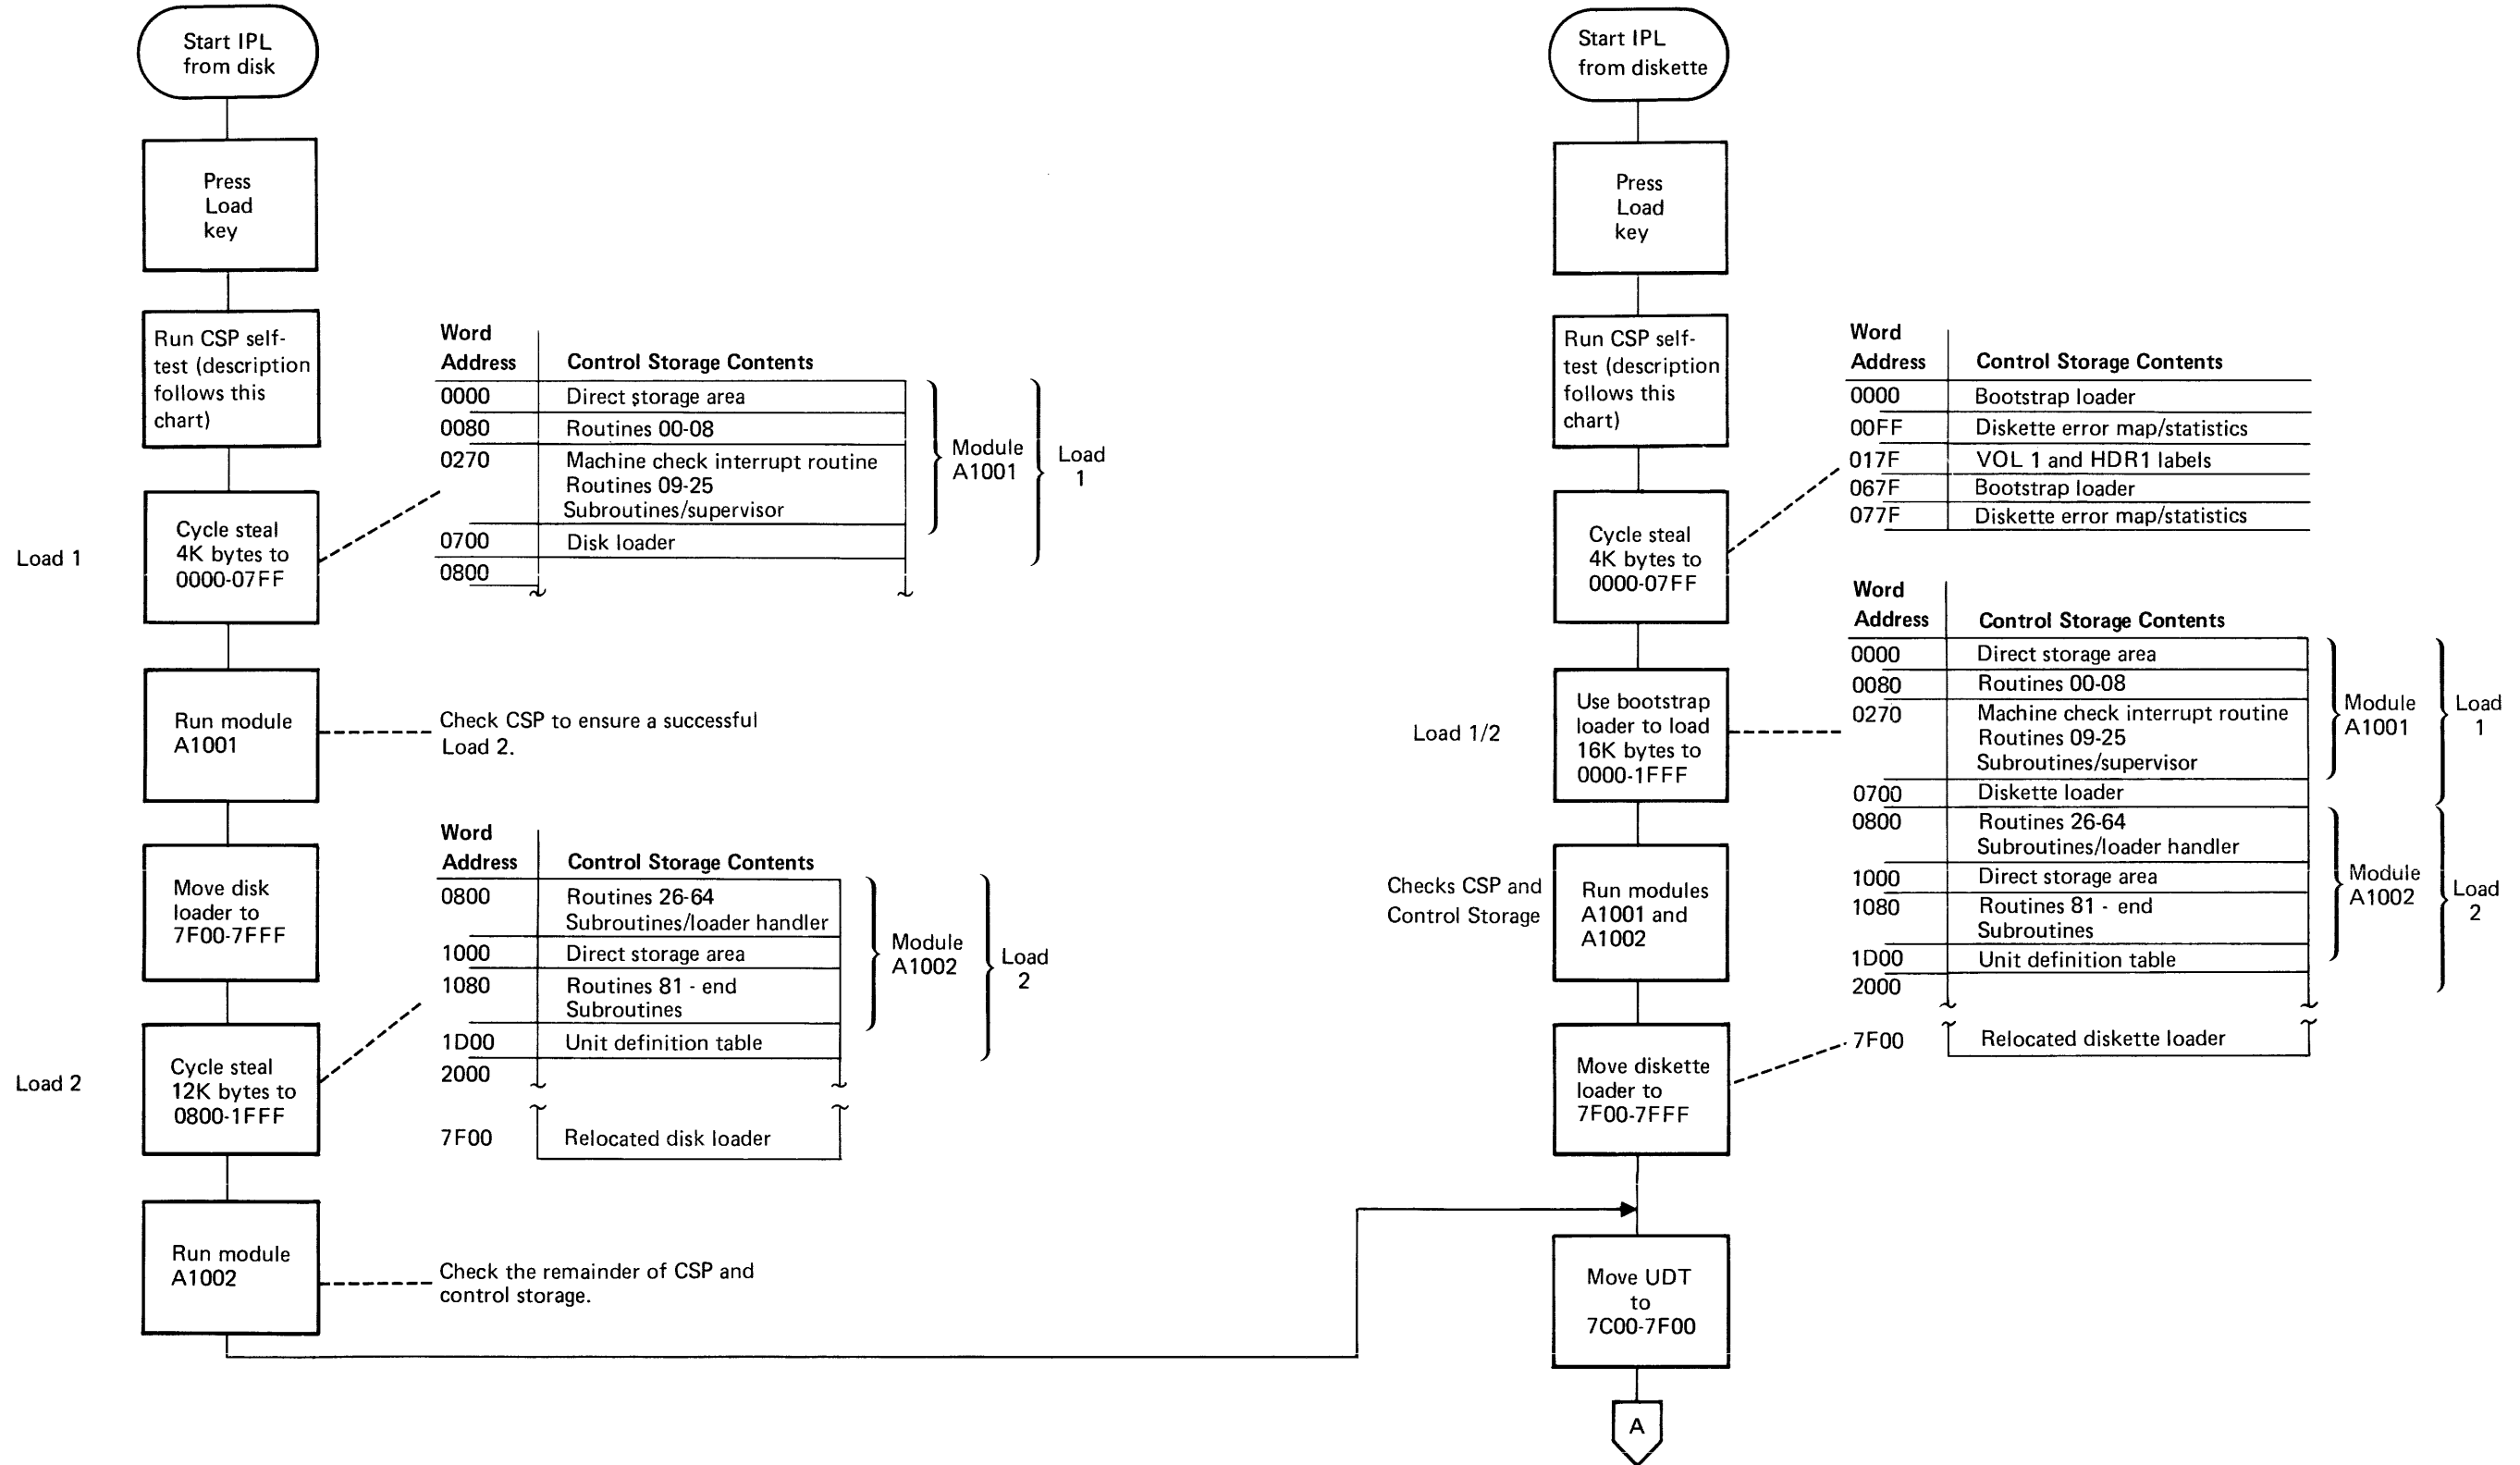 Start IPL
from disk
Press
Load
key
Run CSP self-
test (description
follows this
chart)
Load 1
Cycle steal
4K bytes to
0000-07FF
Word
Address Control Storage Contents
0000 Direct storage area
0080 Routines 00-08
0270 Machine check interrupt routine
Routines 09-25
Subroutines/supervisor
0700 Disk loader
0800
Module
A1001
Load
1
Run module
A1001
Check CSP to ensure a successful
Load 2.
Move disk
loader to
7F00-7FFF
Load 2
Cycle steal
12K bytes to
0800-1FFF
Word
Address Control Storage Contents
0800 Routines 26-64
Subroutines/loader handler
1000 Direct storage area
1080 Routines 81 - end
Subroutines
1D00 Unit definition table
2000
7F00 Relocated disk loader
Module
A1002
Load
2
Run module
A1002
Check the remainder of CSP and
control storage.
Start IPL
from diskette
Press
Load
key
Run CSP self-
test (description
follows this
chart)
Cycle steal
4K bytes to
0000-07FF
Word
Address Control Storage Contents
0000 Bootstrap loader
00FF Diskette error map/statistics
017F VOL 1 and HDR1 labels
067F Bootstrap loader
077F Diskette error map/statistics
Load 1/2
Use bootstrap
loader to load
16K bytes to
0000-1FFF
Word
Address Control Storage Contents
0000 Direct storage area
0080 Routines 00-08
0270 Machine check interrupt routine
Routines 09-25
Subroutines/supervisor
0700 Diskette loader
0800 Routines 26-64
Subroutines/loader handler
1000 Direct storage area
1080 Routines 81 - end
Subroutines
1D00 Unit definition table
2000
7F00 Relocated diskette loader
Module
A1001
Load
1
Module
A1002
Load
2
Checks CSP and
Control Storage
Run modules
A1001 and
A1002
Move diskette
loader to
7F00-7FFF
Move UDT
to
7C00-7F00
A